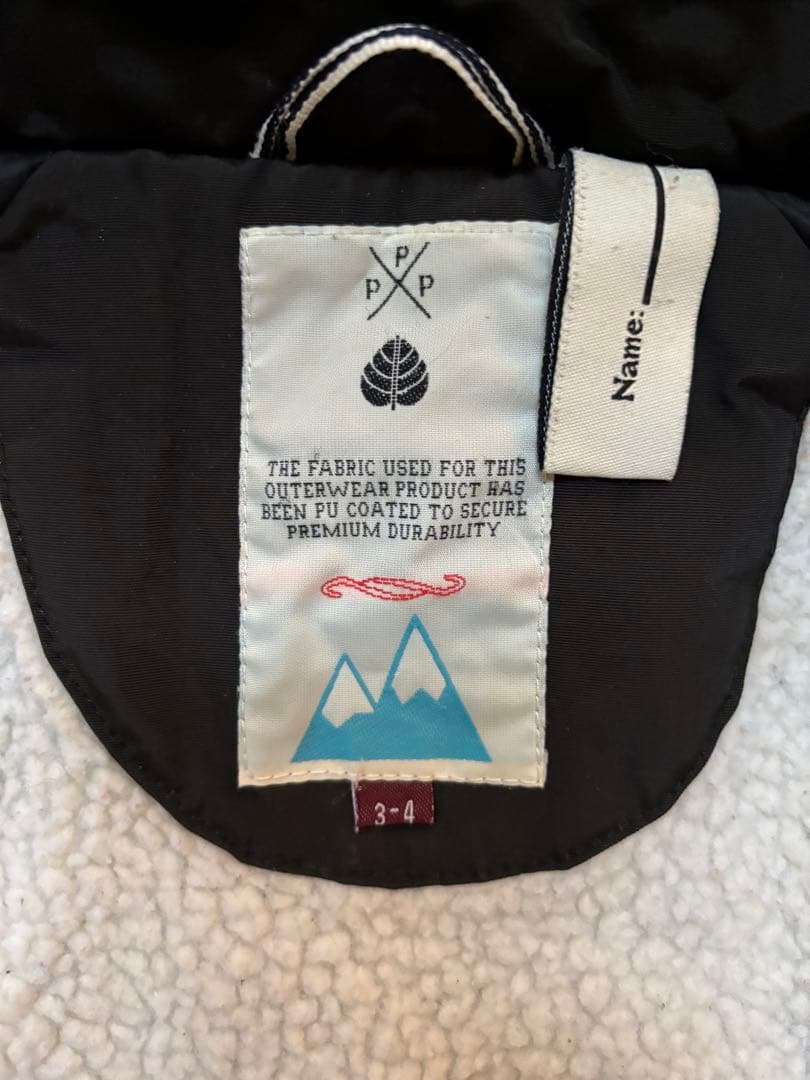 P
P P
THE FABRIC USED FOR THIS
OUTERWEAR PRODUCT HAS
BEEN PU COATED TO SECURE
PREMIUM DURABILITY
3-4
Name: